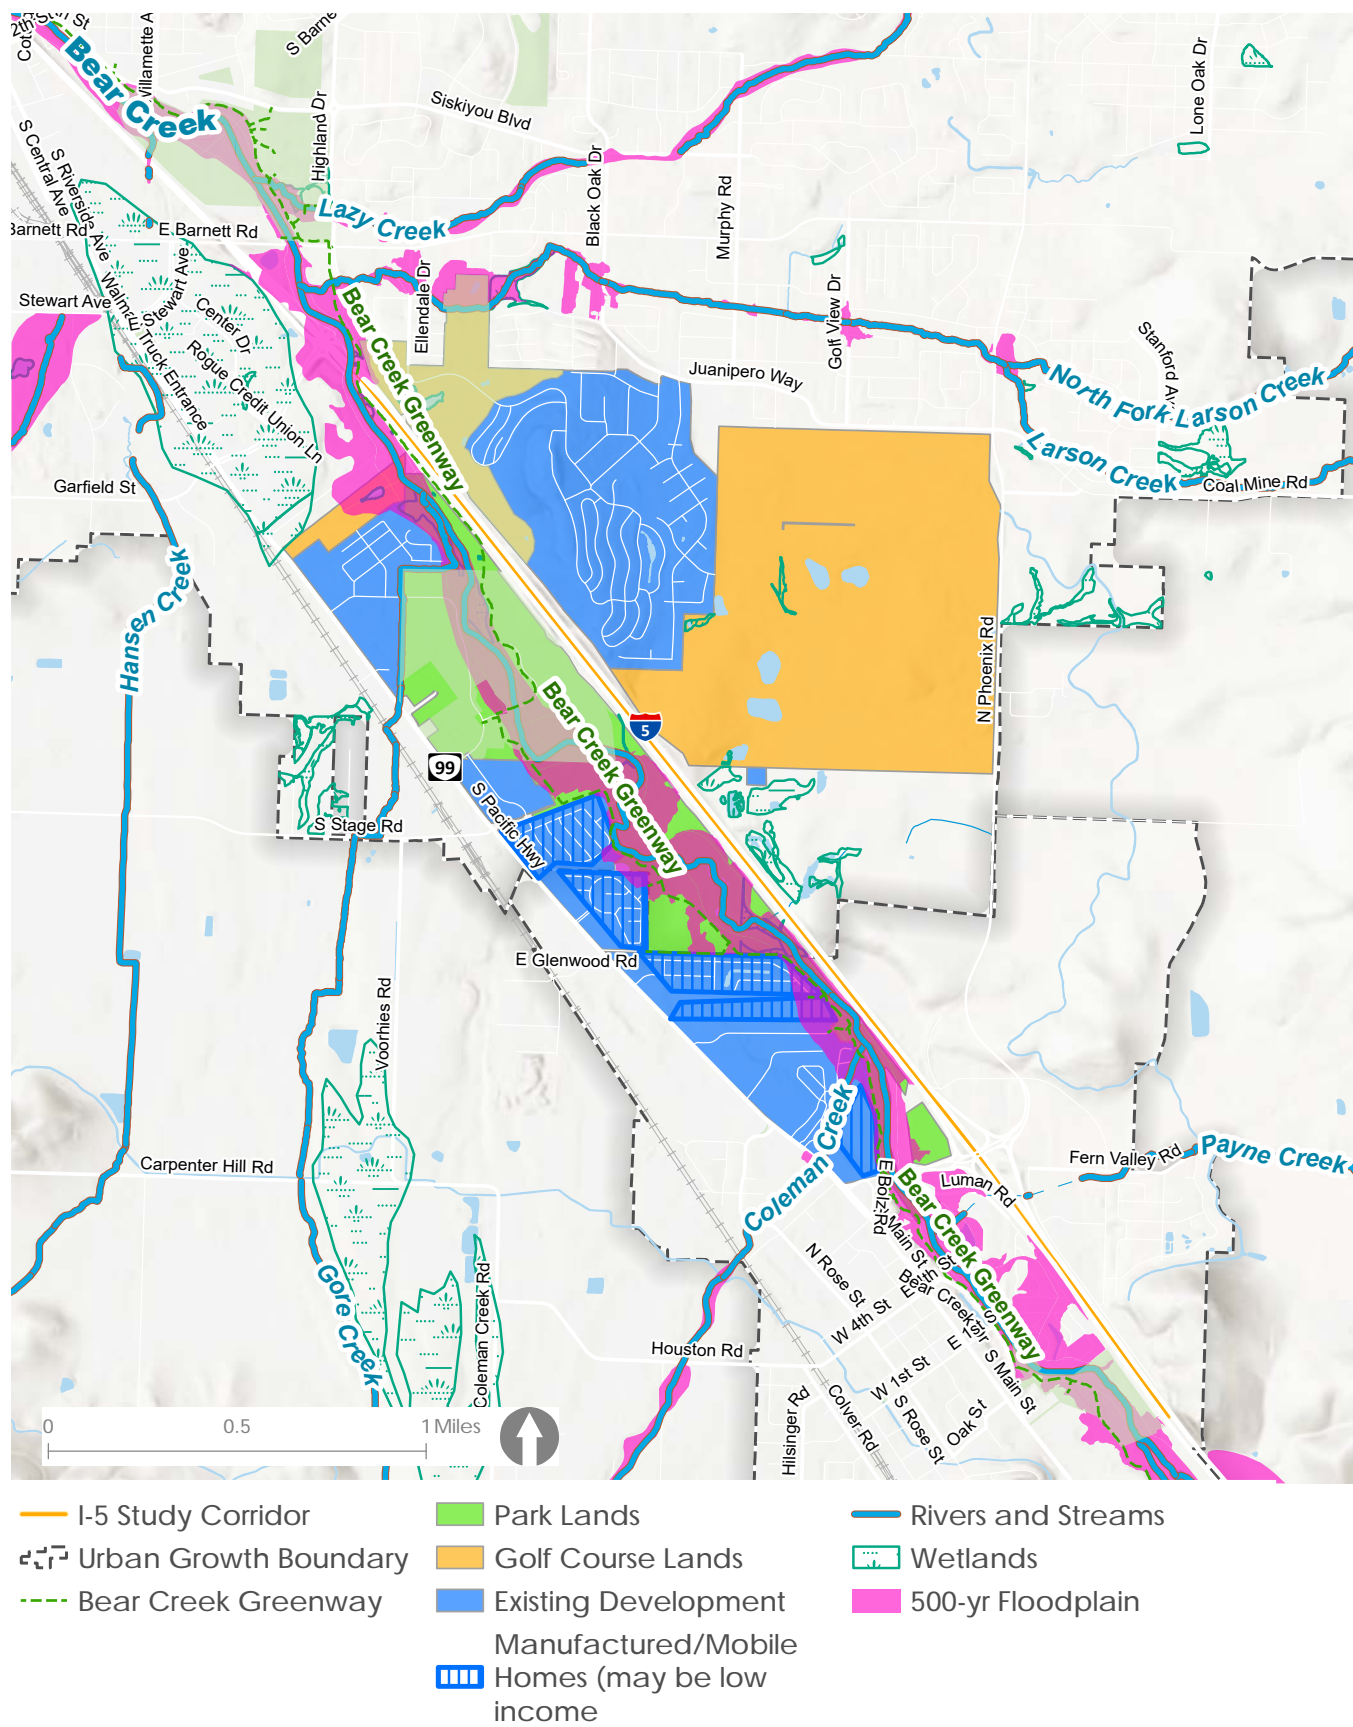 2th St
S Barne
Villamette A
Bear Creek
Siskiyou Blvd
Lone Oak Dr
Highland Dr
S Central Ave
S Riverside Ave
Black Oak Dr
Murphy Rd
Lazy Creek
Barnett Rd
E Barnett Rd
Stewart Ave
Stewart Ave
Center Dr
Ellendale Dr
Golf View Dr
Stanford Av
Walma
E Truck Entrance
Rogue Credit Union Ln
Bear Creek Greenway
Juanipero Way
North Fork Larson Creek
Larson Creek
Coal Mine Rd
Garfield St
Hansen Creek
N Phoenix Rd
Bear Creek Greenway
5
99
S Pacific Hwy
S Stage Rd
E Glenwood Rd
Voorhies Rd
Coleman Creek
Carpenter Hill Rd
Fern Valley Rd
Payne Creek
Luman Rd
E Bolz Rd
Bear Creek Greenway
Main St
N Rose St
Bear Creek
W 4th St
E 1st
S Main St
Gore Creek
Coleman Creek Rd
Houston Rd
W 1st St
S Rose St
Oak St
Hilsinger Rd
Colver Rd
0 0.5 1 Miles
I-5 Study Corridor
Urban Growth Boundary
Bear Creek Greenway
Park Lands
Golf Course Lands
Existing Development
Manufactured/Mobile
Homes (may be low
income
Rivers and Streams
Wetlands
500-yr Floodplain